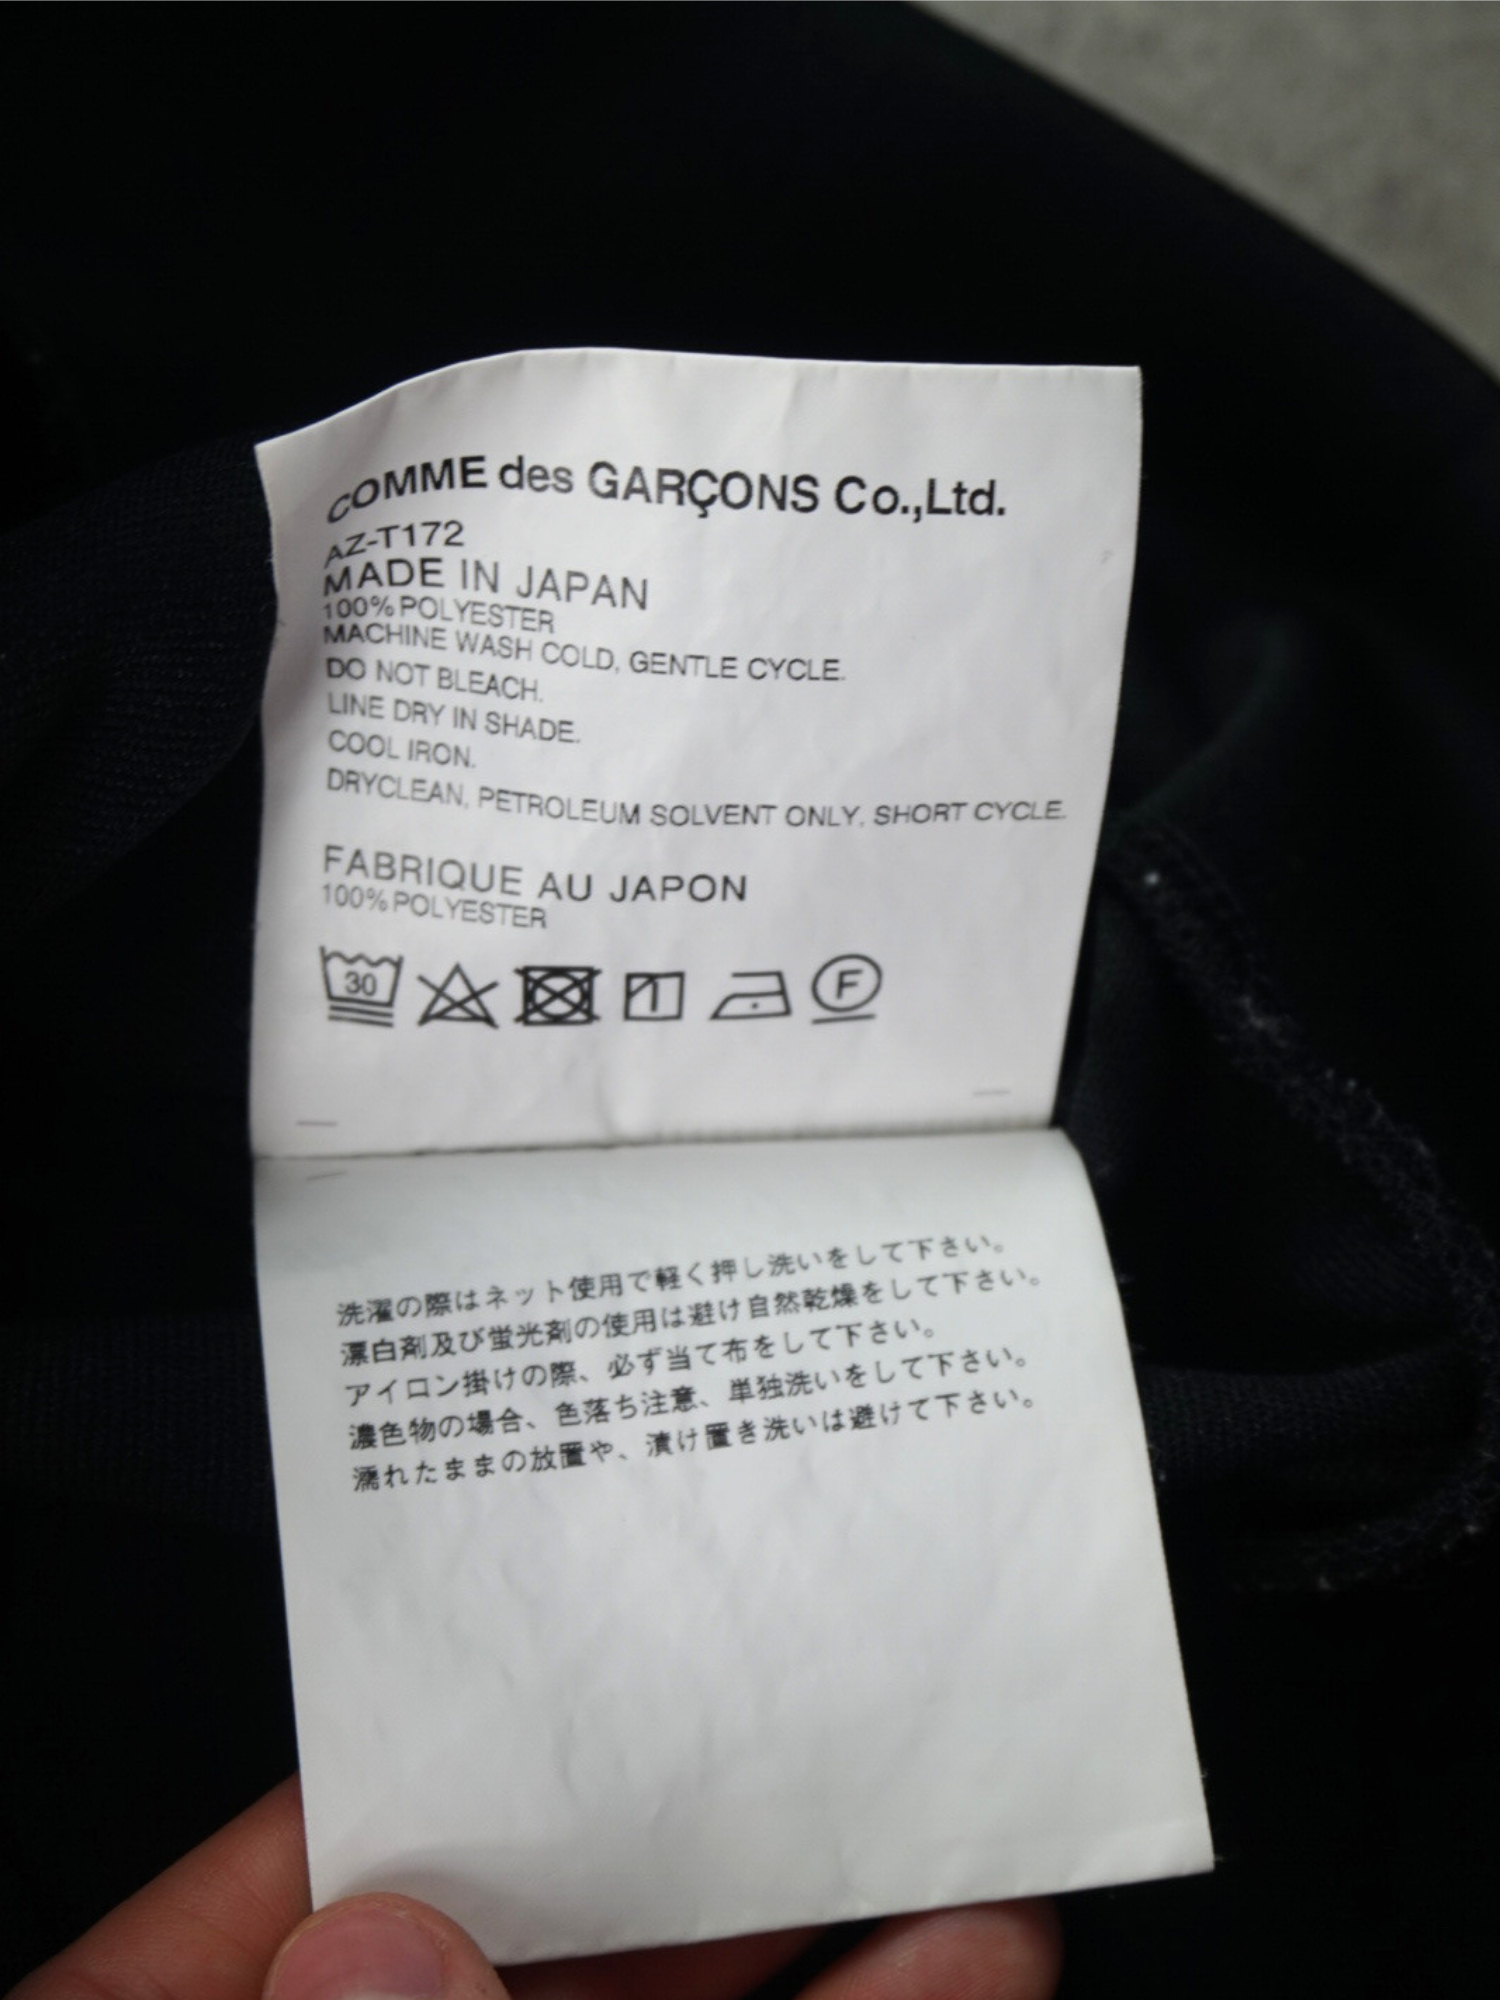 COMME des GARÇONS Co.,Ltd.
AZ-T172
MADE IN JAPAN
100% POLYESTER
MACHINE WASH COLD, GENTLE CYCLE.
DO NOT BLEACH.
LINE DRY IN SHADE.
COOL IRON.
DRYCLEAN, PETROLEUM SOLVENT ONLY, SHORT CYCLE.
FABRIQUE AU JAPON
100% POLYESTER
30 F
洗濯の際はネット使用で軽く押し洗いをして下さい。
漂白剤及び蛍光剤の使用は避け自然乾燥をして下さい。
アイロン掛けの際、必ず当て布をして下さい。
濃色物の場合、色落ち注意、単独洗いをして下さい。
濡れたままの放置や、漬け置き洗いは避けて下さい。